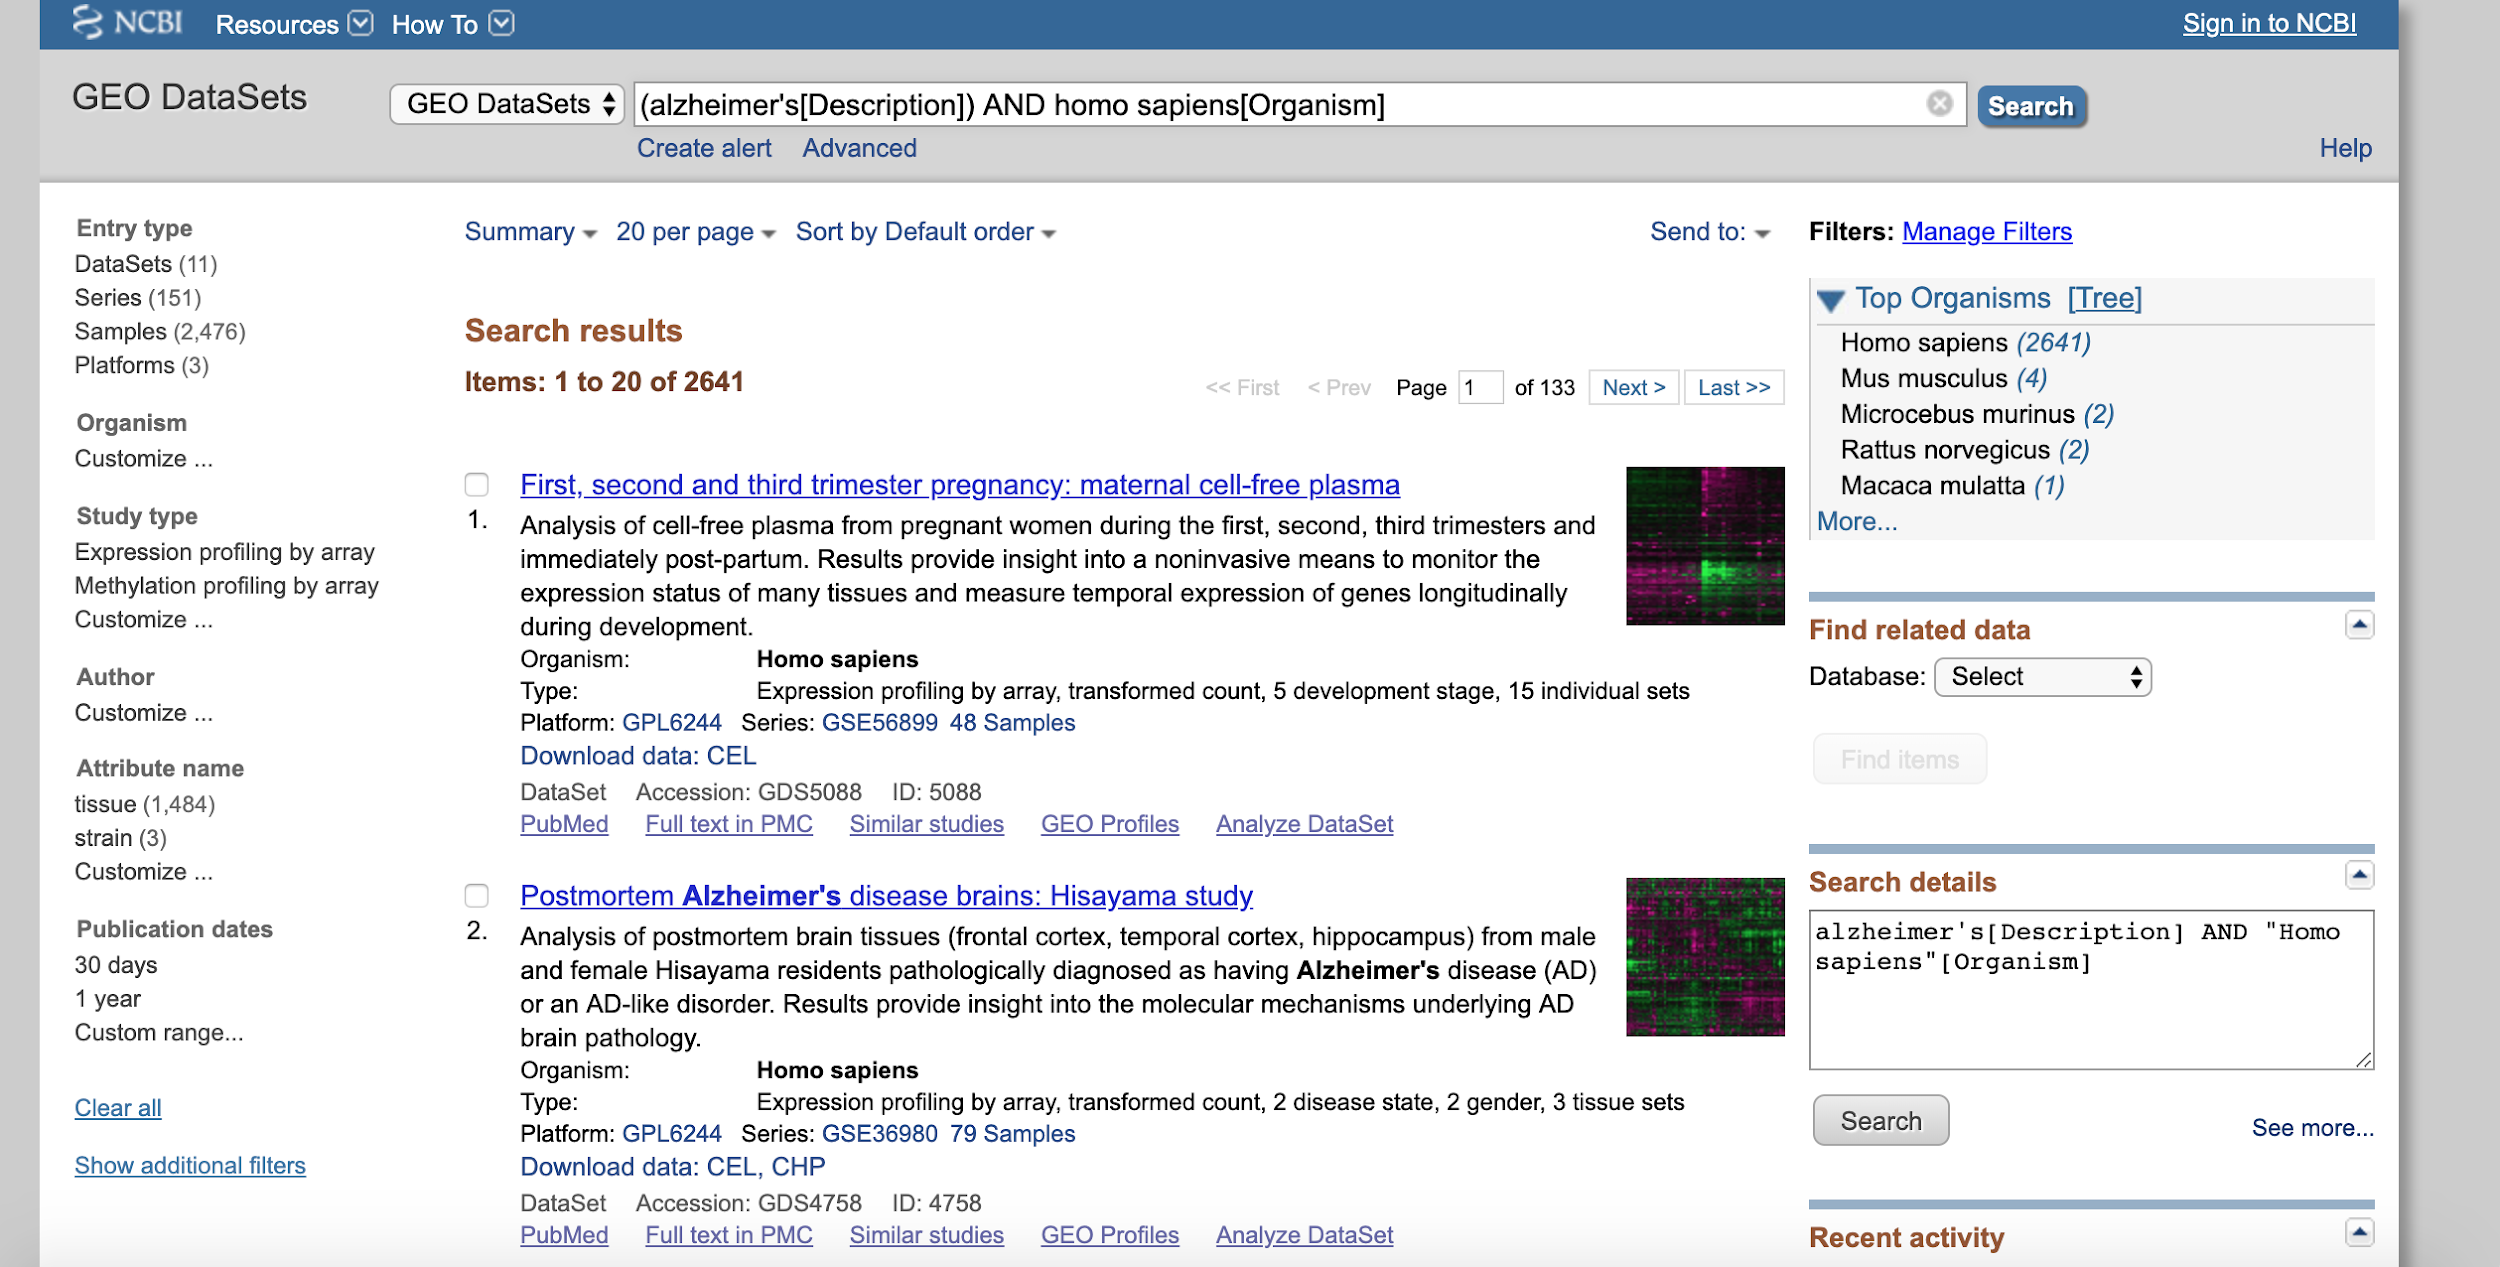 NCBI Resources How To Sign in to NCBI
GEO DataSets
GEO DataSets (alzheimer's[Description]) AND homo sapiens[Organism] Search
Create alert Advanced Help
Entry type
DataSets (11)
Series (151)
Samples (2,476)
Platforms (3)
Organism
Customize ...
Study type
Expression profiling by array
Methylation profiling by array
Customize ...
Author
Customize ...
Attribute name
tissue (1,484)
strain (3)
Customize ...
Publication dates
30 days
1 year
Custom range...
Clear all
Show additional filters
Summary 20 per page Sort by Default order Send to:
Search results
Items: 1 to 20 of 2641
<< First < Prev Page 1 of 133 Next > Last >>
First, second and third trimester pregnancy: maternal cell-free plasma
1. Analysis of cell-free plasma from pregnant women during the first, second, third trimesters and
immediately post-partum. Results provide insight into a noninvasive means to monitor the
expression status of many tissues and measure temporal expression of genes longitudinally
during development.
Organism: Homo sapiens
Type: Expression profiling by array, transformed count, 5 development stage, 15 individual sets
Platform: GPL6244 Series: GSE56899 48 Samples
Download data: CEL
DataSet Accession: GDS5088 ID: 5088
PubMed Full text in PMC Similar studies GEO Profiles Analyze DataSet
Postmortem Alzheimer's disease brains: Hisayama study
2. Analysis of postmortem brain tissues (frontal cortex, temporal cortex, hippocampus) from male
and female Hisayama residents pathologically diagnosed as having Alzheimer's disease (AD)
or an AD-like disorder. Results provide insight into the molecular mechanisms underlying AD
brain pathology.
Organism: Homo sapiens
Type: Expression profiling by array, transformed count, 2 disease state, 2 gender, 3 tissue sets
Platform: GPL6244 Series: GSE36980 79 Samples
Download data: CEL, CHP
DataSet Accession: GDS4758 ID: 4758
PubMed Full text in PMC Similar studies GEO Profiles Analyze DataSet
Filters: Manage Filters
Top Organisms [Tree]
Homo sapiens (2641)
Mus musculus (4)
Microcebus murinus (2)
Rattus norvegicus (2)
Macaca mulatta (1)
More...
Find related data
Database: Select
Find items
Search details
alzheimer's[Description] AND "Homo
sapiens"[Organism]
Search
See more...
Recent activity